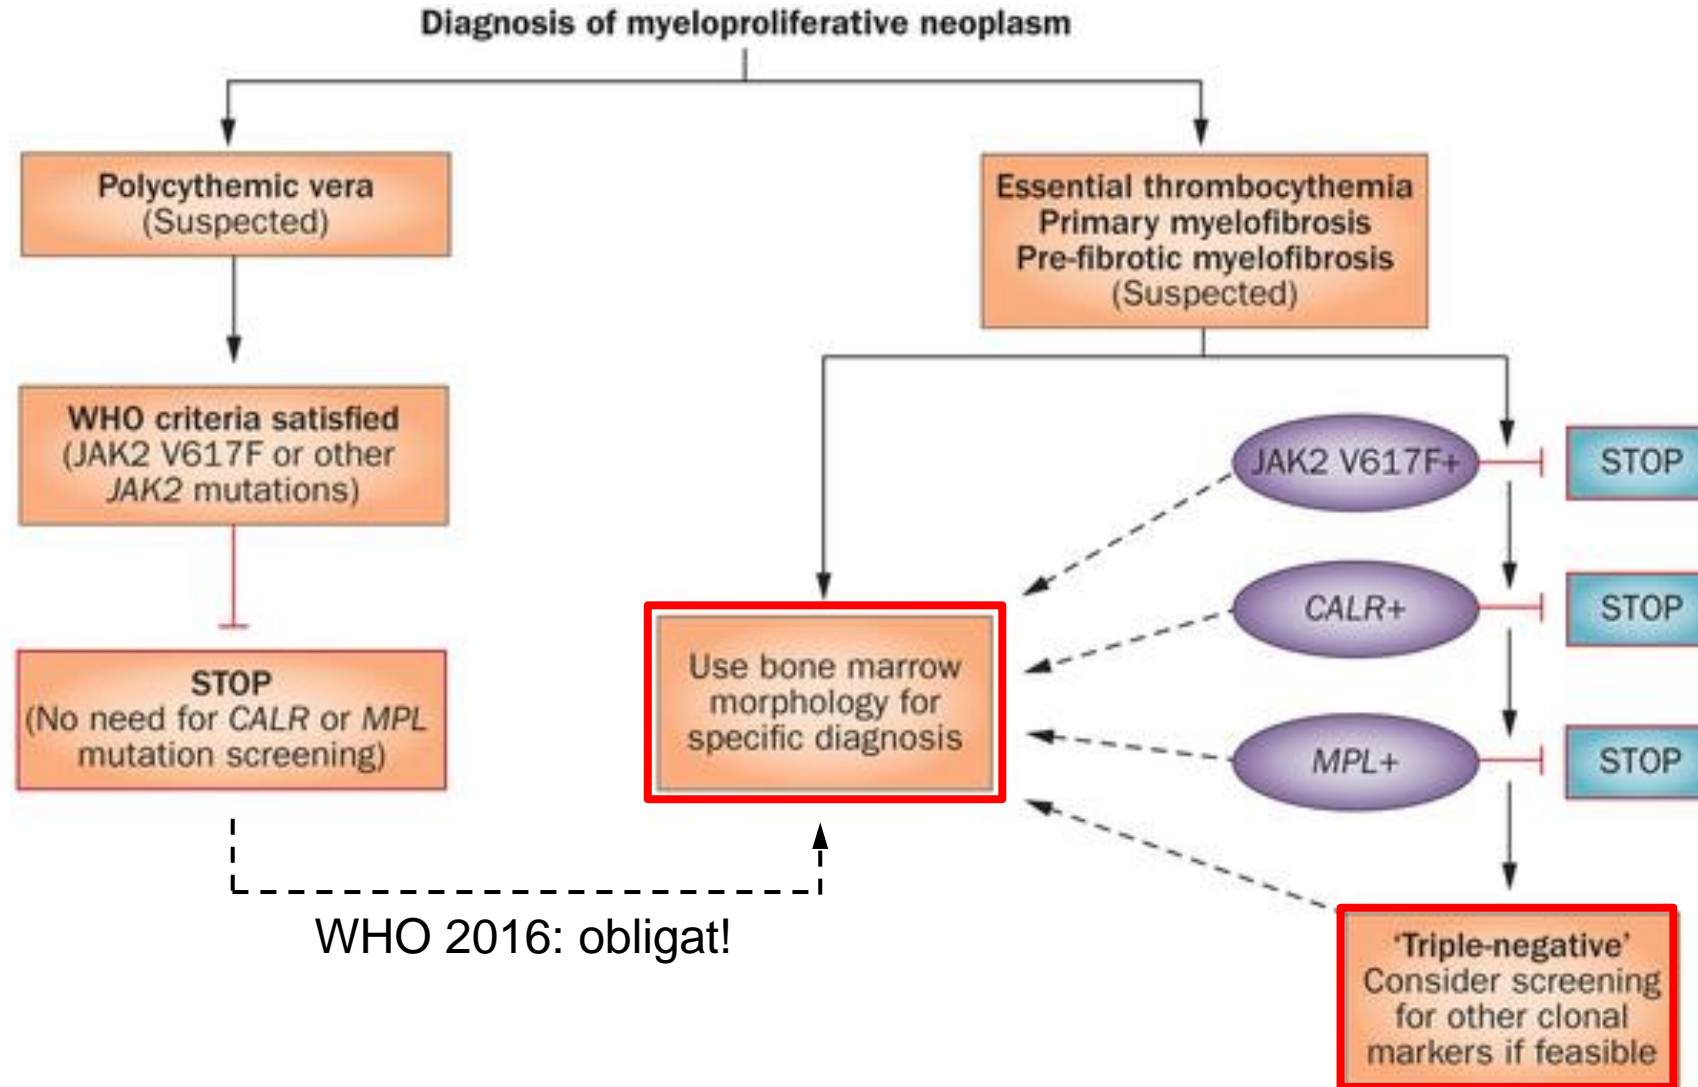 Diagnosis of myeloproliferative neoplasm
Polycythemic vera
(Suspected)
Essential thrombocythemia
Primary myelofibrosis
Pre-fibrotic myelofibrosis
(Suspected)
WHO criteria satisfied
(JAK2 V617F or other
JAK2 mutations)
JAK2 V617F+
STOP
CALR+
STOP
STOP
(No need for CALR or MPL
mutation screening)
Use bone marrow
morphology for
specific diagnosis
MPL+
STOP
WHO 2016: obligat!
‘Triple-negative’
Consider screening
for other clonal
markers if feasible